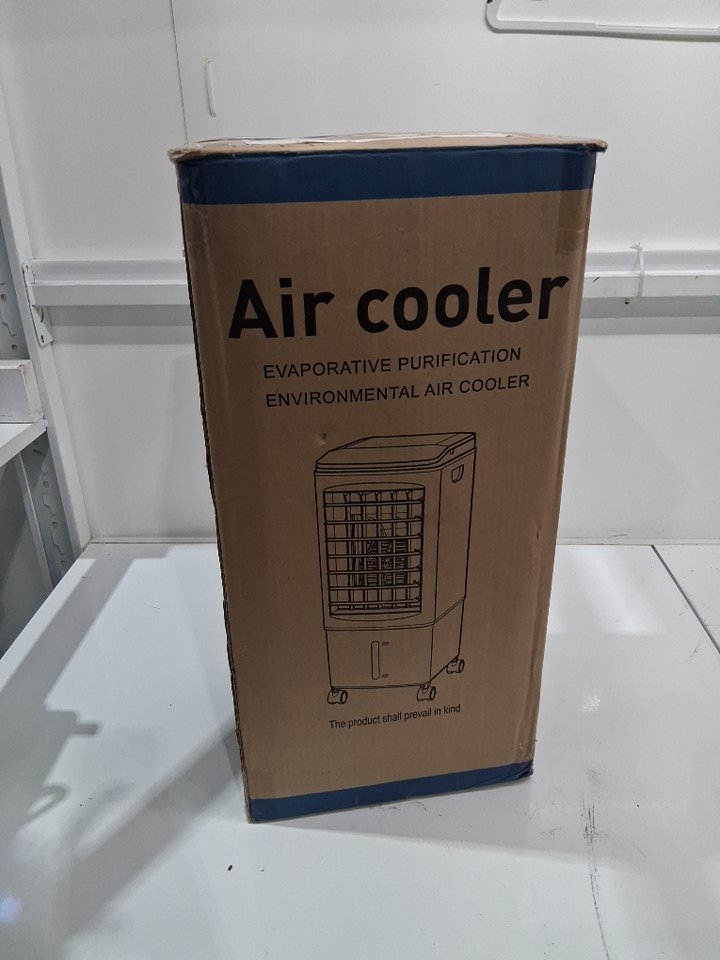 Air cooler
EVAPORATIVE PURIFICATION
ENVIRONMENTAL AIR COOLER
The product shall prevail in kind